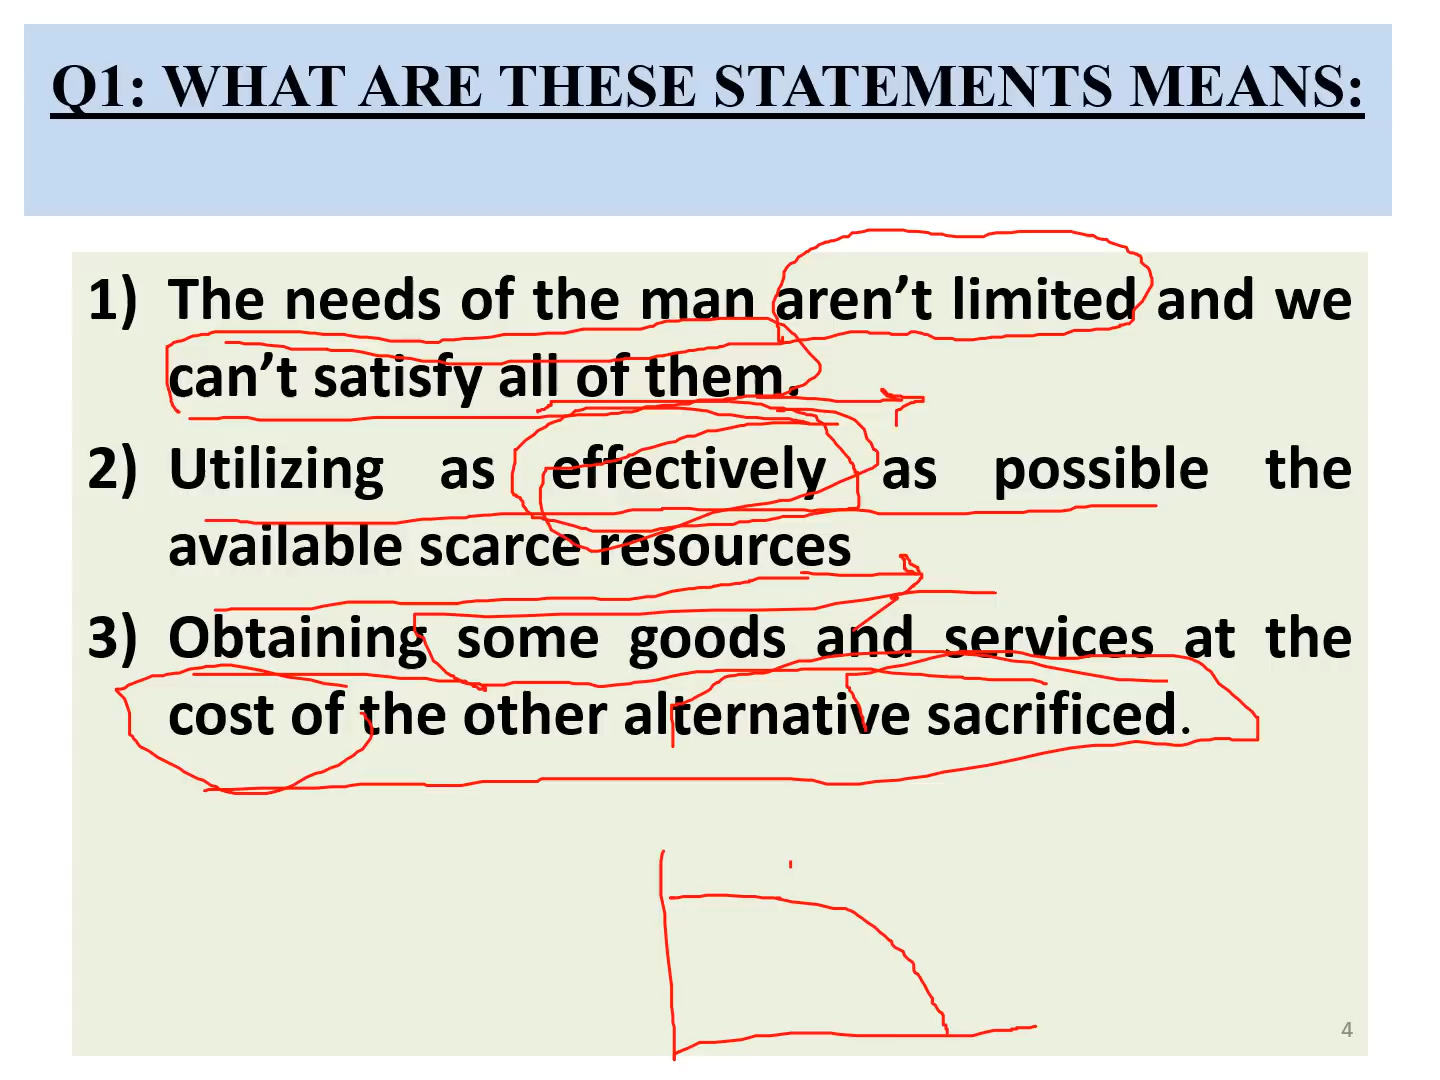 Q1: WHAT ARE THESE STATEMENTS MEANS:
1) The needs of the man aren’t limited and we
can’t satisfy all of them.
2) Utilizing as effectively as possible the
available scarce resources
3) Obtaining some goods and services at the
cost of the other alternative sacrificed.
4